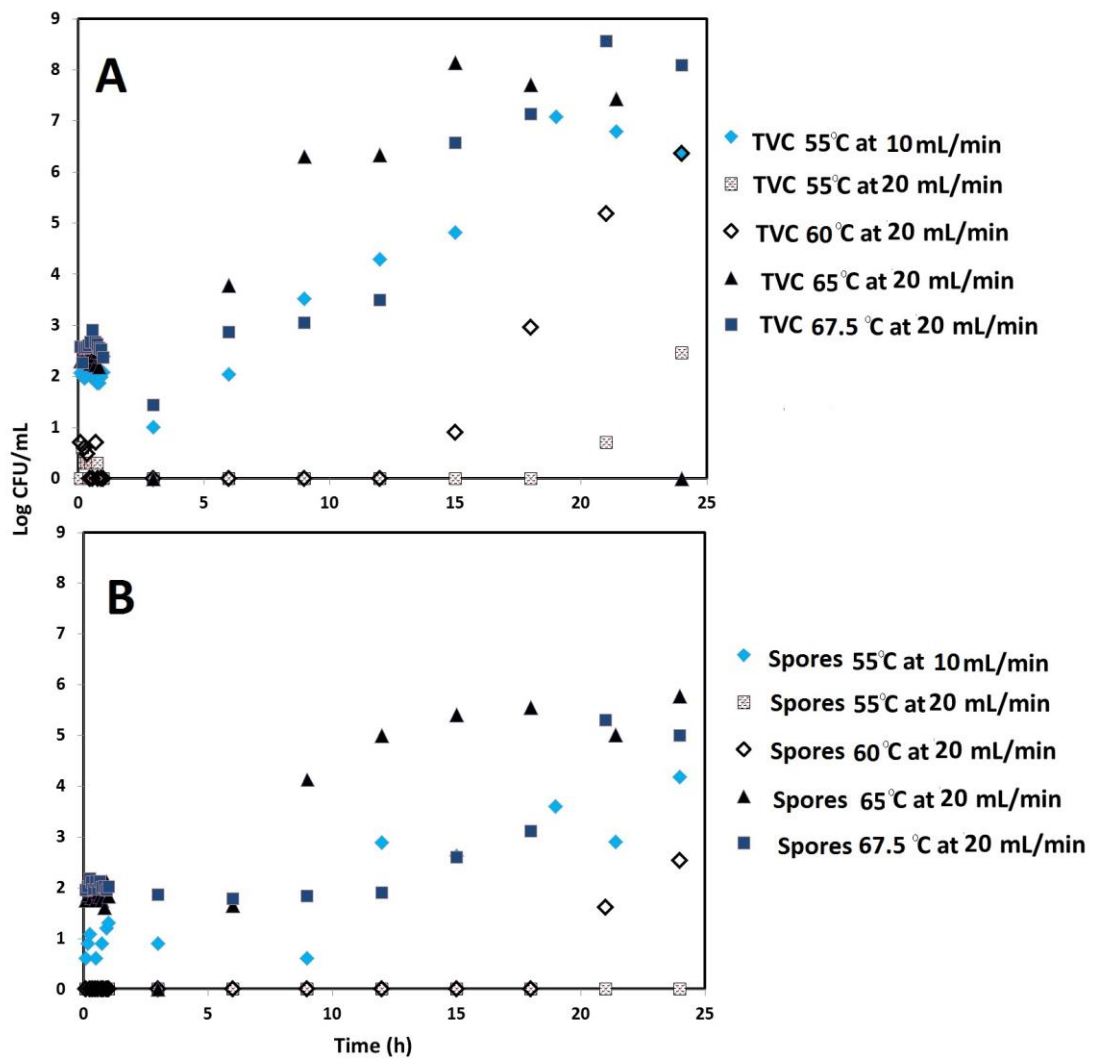 9
8
7
6
5
4
3
2
1
0
A
0 5 10 15 20 25
TVC 55°C at 10 mL/min
TVC 55°C at 20 mL/min
TVC 60°C at 20 mL/min
TVC 65°C at 20 mL/min
TVC 67.5 °C at 20 mL/min
Log CFU/mL
9
8
7
6
5
4
3
2
1
0
B
0 5 10 15 20 25
Time (h)
Spores 55°C at 10 mL/min
Spores 55°C at 20 mL/min
Spores 60°C at 20 mL/min
Spores 65°C at 20 mL/min
Spores 67.5 °C at 20 mL/min